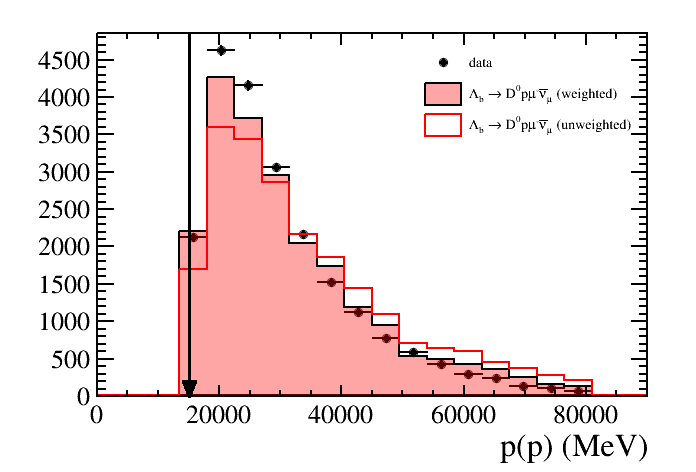 4500
4000
3500
3000
2500
2000
1500
1000
500
0
data
Λb → D⁰pμ ν̅μ (weighted)
Λb → D⁰pμ ν̅μ (unweighted)
0 20000 40000 60000 80000
p(p) (MeV)